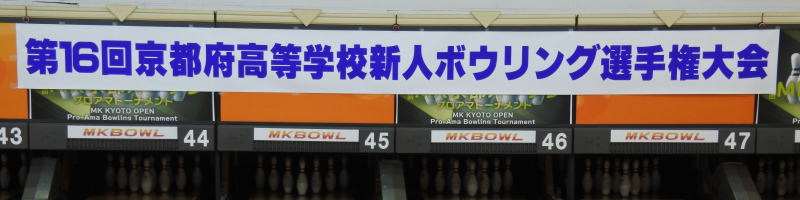 第16回京都府高等学校新人ボウリング選手権大会
プロアマトーナメント
MK KYOTO OPEN
Pro-Ama Bowling Tournament
プロアマトーナメント
MK KYOTO OPEN
Pro-Ama Bowling Tournament
43
MKBOWL 44
MKBOWL 45
MKBOWL 46
MKBOWL 47